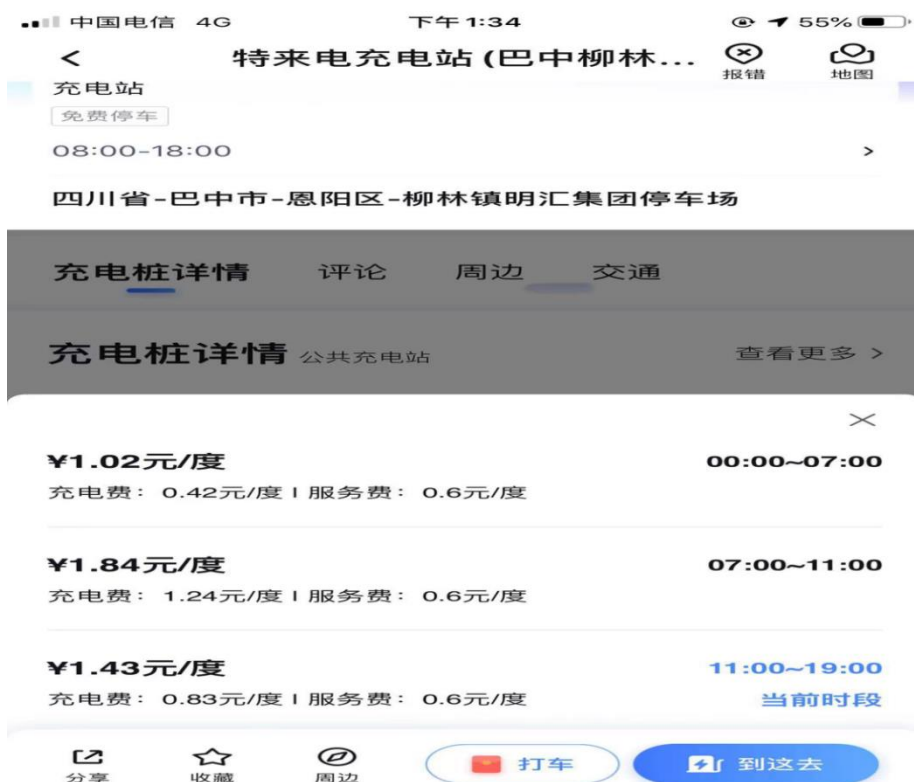 中国电信 4G 下午1:34 55%
特来电充电站(巴中柳林...
报错 地图
充电站
免费停车
08:00-18:00
四川省-巴中市-恩阳区-柳林镇明汇集团停车场
充电桩详情 评论 周边 交通
充电桩详情 公共充电站 查看更多 >
¥1.02元/度 00:00~07:00
充电费: 0.42元/度 | 服务费: 0.6元/度
¥1.84元/度 07:00~11:00
充电费: 1.24元/度 | 服务费: 0.6元/度
¥1.43元/度 11:00~19:00
充电费: 0.83元/度 | 服务费: 0.6元/度 当前时段
分享 收藏 周边 打车 到这去